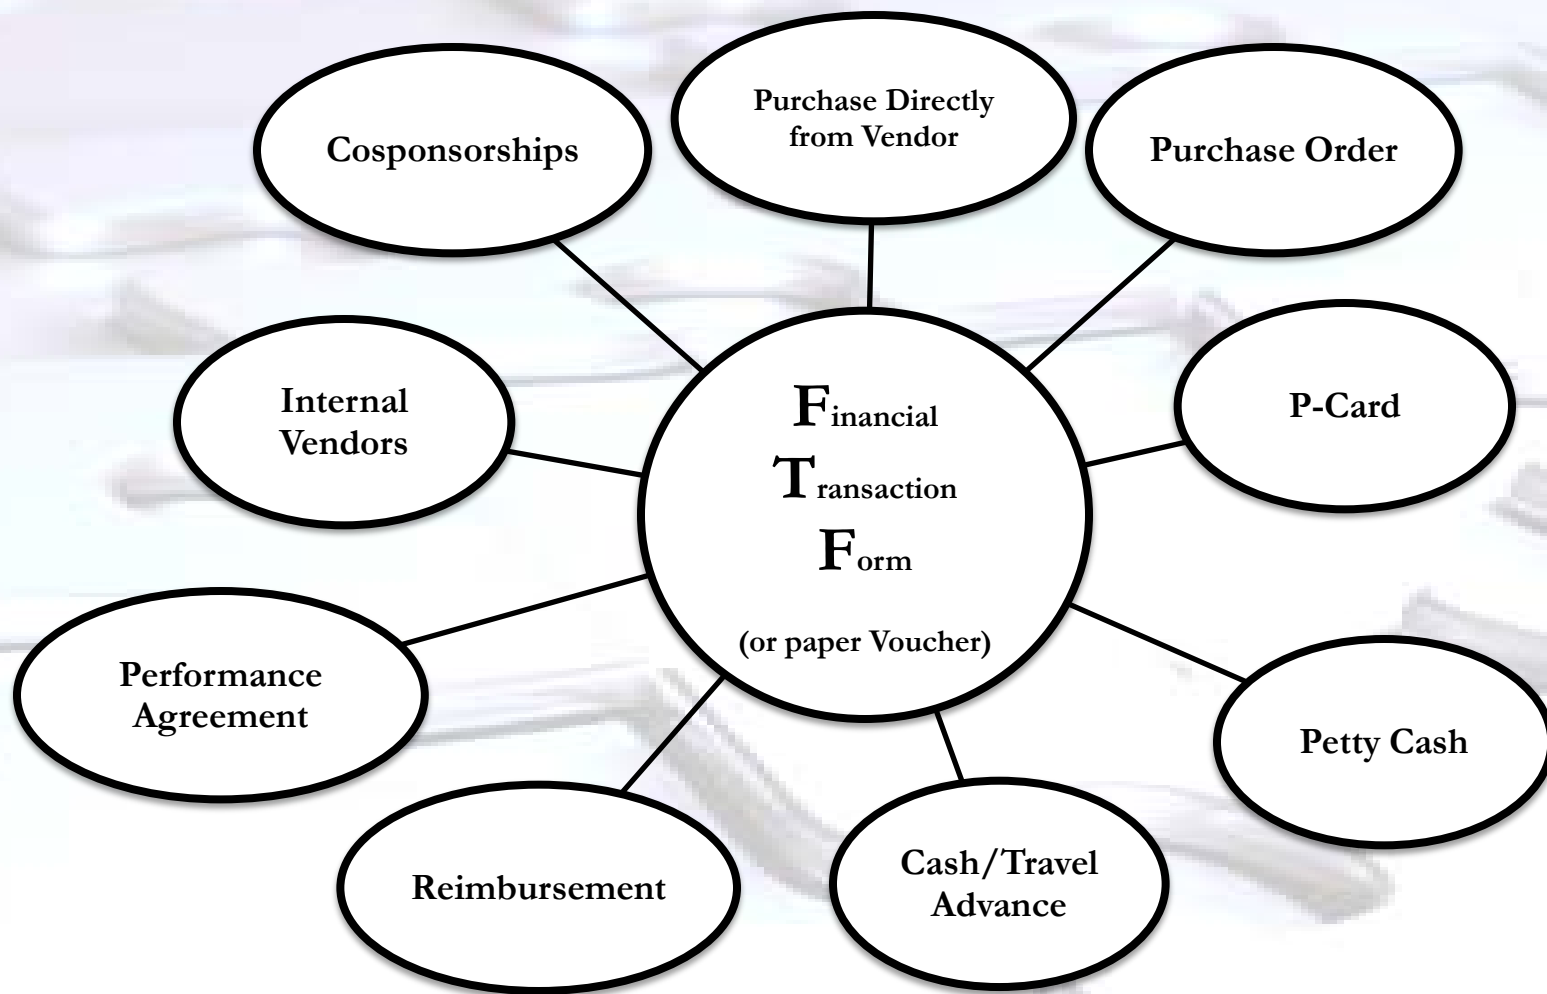 Purchase Directly
from Vendor
Cosponsorships
Purchase Order
Internal
Vendors
Financial
Transaction
Form
(or paper Voucher)
P-Card
Performance
Agreement
Petty Cash
Reimbursement
Cash/Travel
Advance